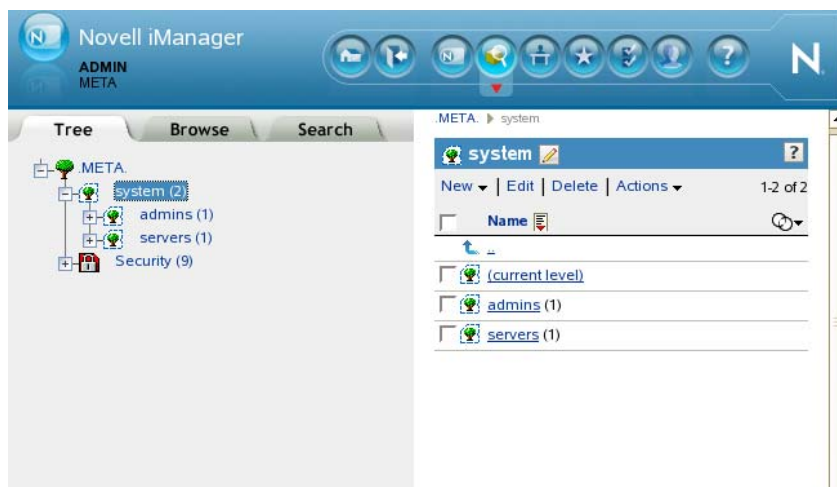 Novell iManager
ADMIN
META
N
Tree
Browse
Search
.META.
system (2)
admins (1)
servers (1)
Security (9)
.META. system
system
?
New
| Edit | Delete | Actions
1-2 of 2
Name
..
(current level)
admins (1)
servers (1)